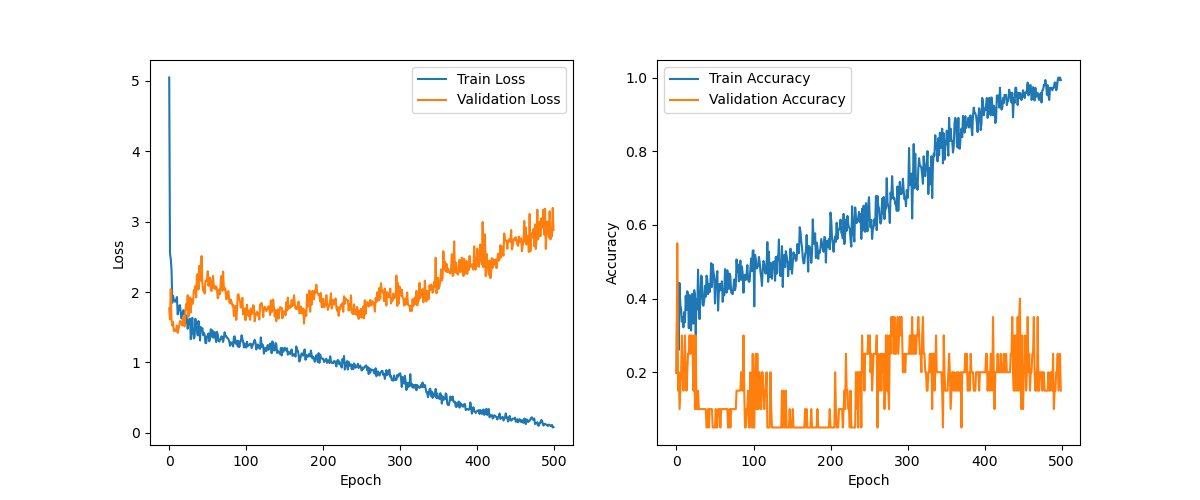 Train Loss
Validation Loss
5
4
3
2
1
0
Loss
0 100 200 300 400 500
Epoch
Train Accuracy
Validation Accuracy
1.0
0.8
0.6
0.4
0.2
Accuracy
0 100 200 300 400 500
Epoch